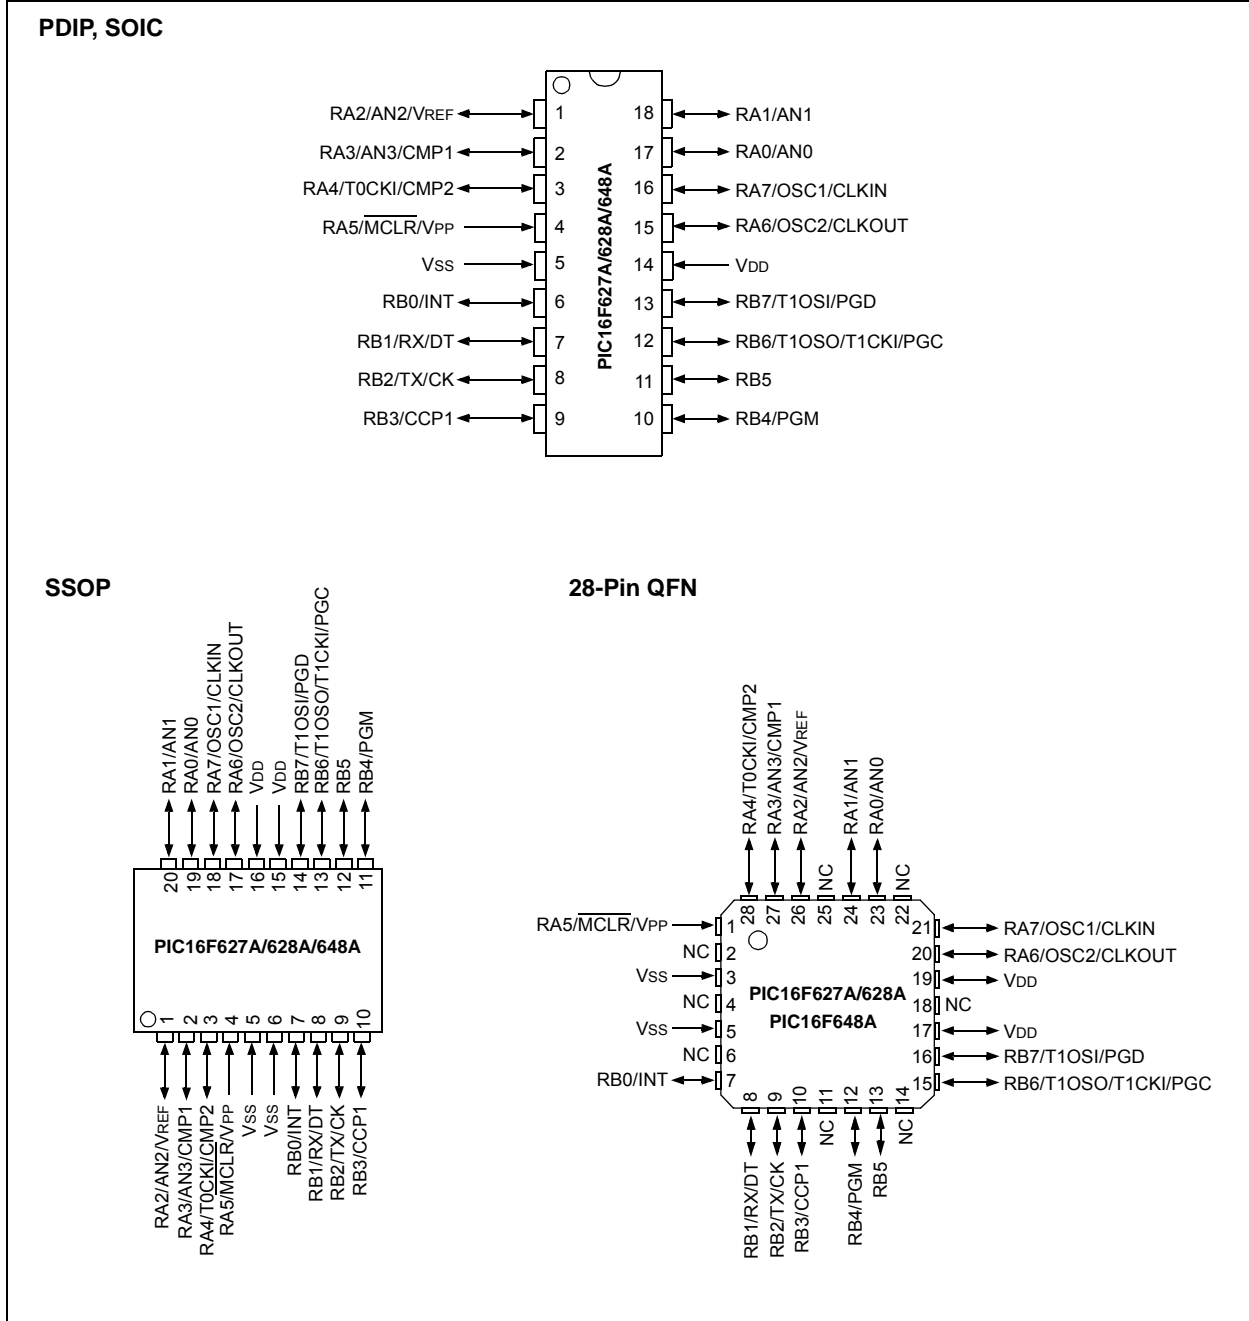 PDIP, SOIC
RA2/AN2/VREF 1 18 RA1/AN1
RA3/AN3/CMP1 2 17 RA0/AN0
RA4/T0CKI/CMP2 3 16 RA7/OSC1/CLKIN
RA5/MCLR/VPP 4 15 RA6/OSC2/CLKOUT
VSS 5 14 VDD
RB0/INT 6 13 RB7/T1OSI/PGD
RB1/RX/DT 7 12 RB6/T1OSO/T1CKI/PGC
RB2/TX/CK 8 11 RB5
RB3/CCP1 9 10 RB4/PGM
PIC16F627A/628A/648A
SSOP
RA1/AN1 20
RA0/AN0 19
RA7/OSC1/CLKIN 18
RA6/OSC2/CLKOUT 17
VDD 16
VDD 15
RB7/T1OSI/PGD 14
RB6/T1OSO/T1CKI/PGC 13
RB5 12
RB4/PGM 11
PIC16F627A/628A/648A
1 RA2/AN2/VREF
2 RA3/AN3/CMP1
3 RA4/T0CKI/CMP2
4 RA5/MCLR/VPP
5 VSS
6 VSS
7 RB0/INT
8 RB1/RX/DT
9 RB2/TX/CK
10 RB3/CCP1
28-Pin QFN
RA4/T0CKI/CMP2 28
RA3/AN3/CMP1 27
RA2/AN2/VREF 26
NC 25
RA1/AN1 24
RA0/AN0 23
NC 22
RA5/MCLR/VPP 1
NC 2
VSS 3
NC 4
VSS 5
NC 6
RB0/INT 7
PIC16F627A/628A
PIC16F648A
21 RA7/OSC1/CLKIN
20 RA6/OSC2/CLKOUT
19 VDD
18 NC
17 VDD
16 RB7/T1OSI/PGD
15 RB6/T1OSO/T1CKI/PGC
8 RB1/RX/DT
9 RB2/TX/CK
10 RB3/CCP1
11 NC
12 RB4/PGM
13 RB5
14 NC